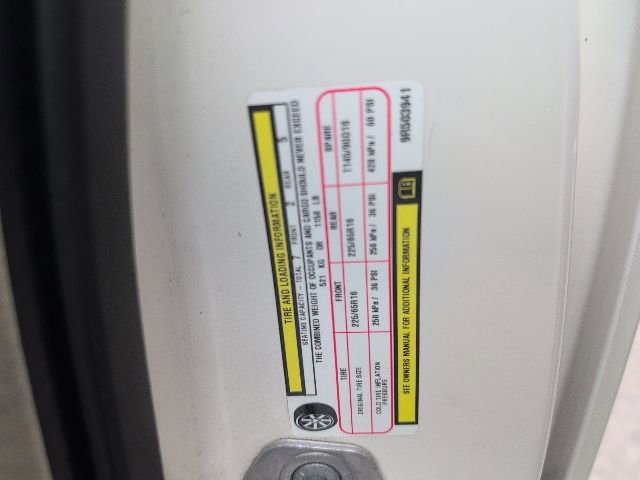 TIRE AND LOADING INFORMATION
SEATING CAPACITY - TOTAL 7 FRONT 2 REAR 5
THE COMBINED WEIGHT OF OCCUPANTS AND CARGO SHOULD NEVER EXCEED
521 KG OR 1150 LB
TIRE FRONT REAR SPARE
ORIGINAL TIRE SIZE 225/65R16 225/65R16
COLD TIRE INFLATION PRESSURE 250 kPa / 36 PSI 250 kPa / 36 PSI 420 kPa / 60 PSI
SEE OWNERS MANUAL FOR ADDITIONAL INFORMATION